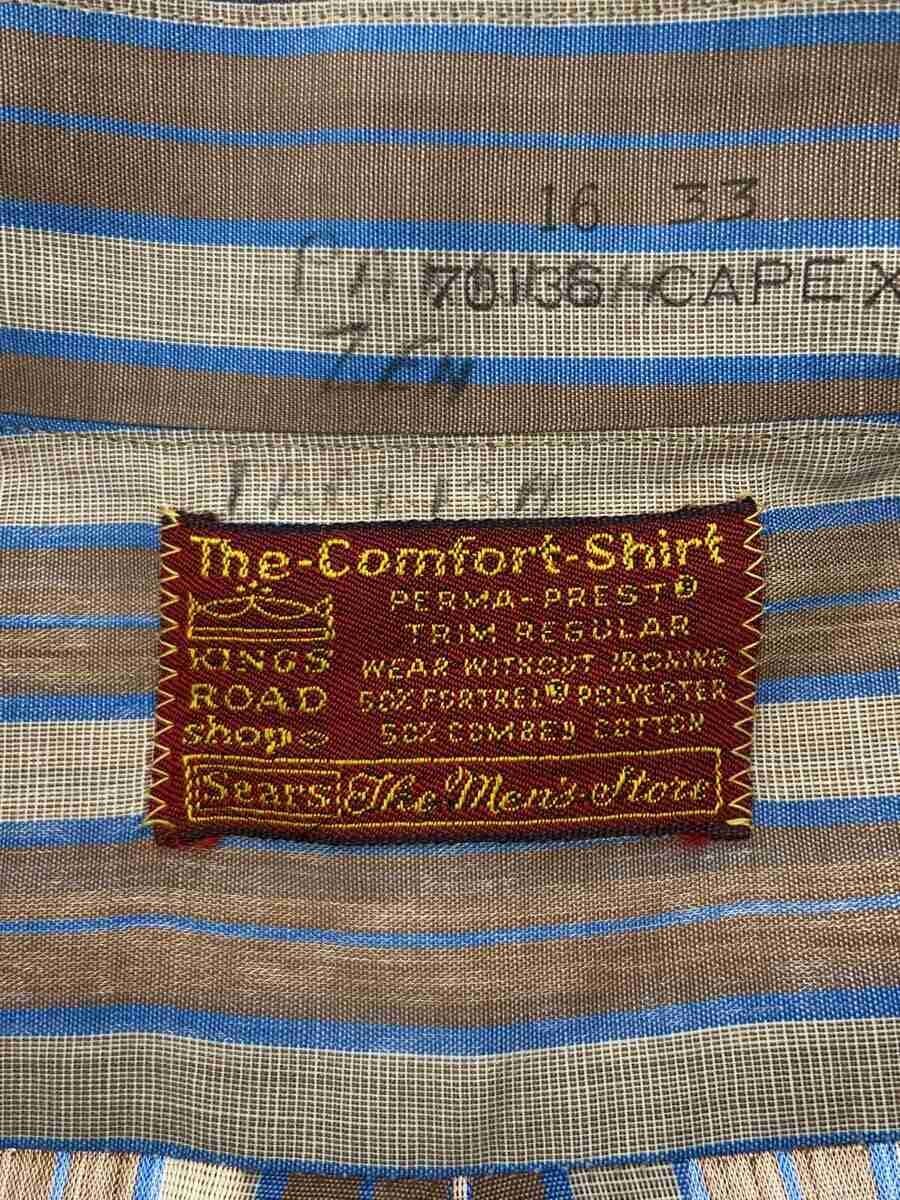 16 33
CAPE X
The-Comfort-Shirt
PERMA-PREST®
TRIM REGULAR
WEAR WITHOUT IRONING
50% FORTREL® POLYESTER
50% COMBED COTTON
KINGS
ROAD
shop
Sears The Men's Store